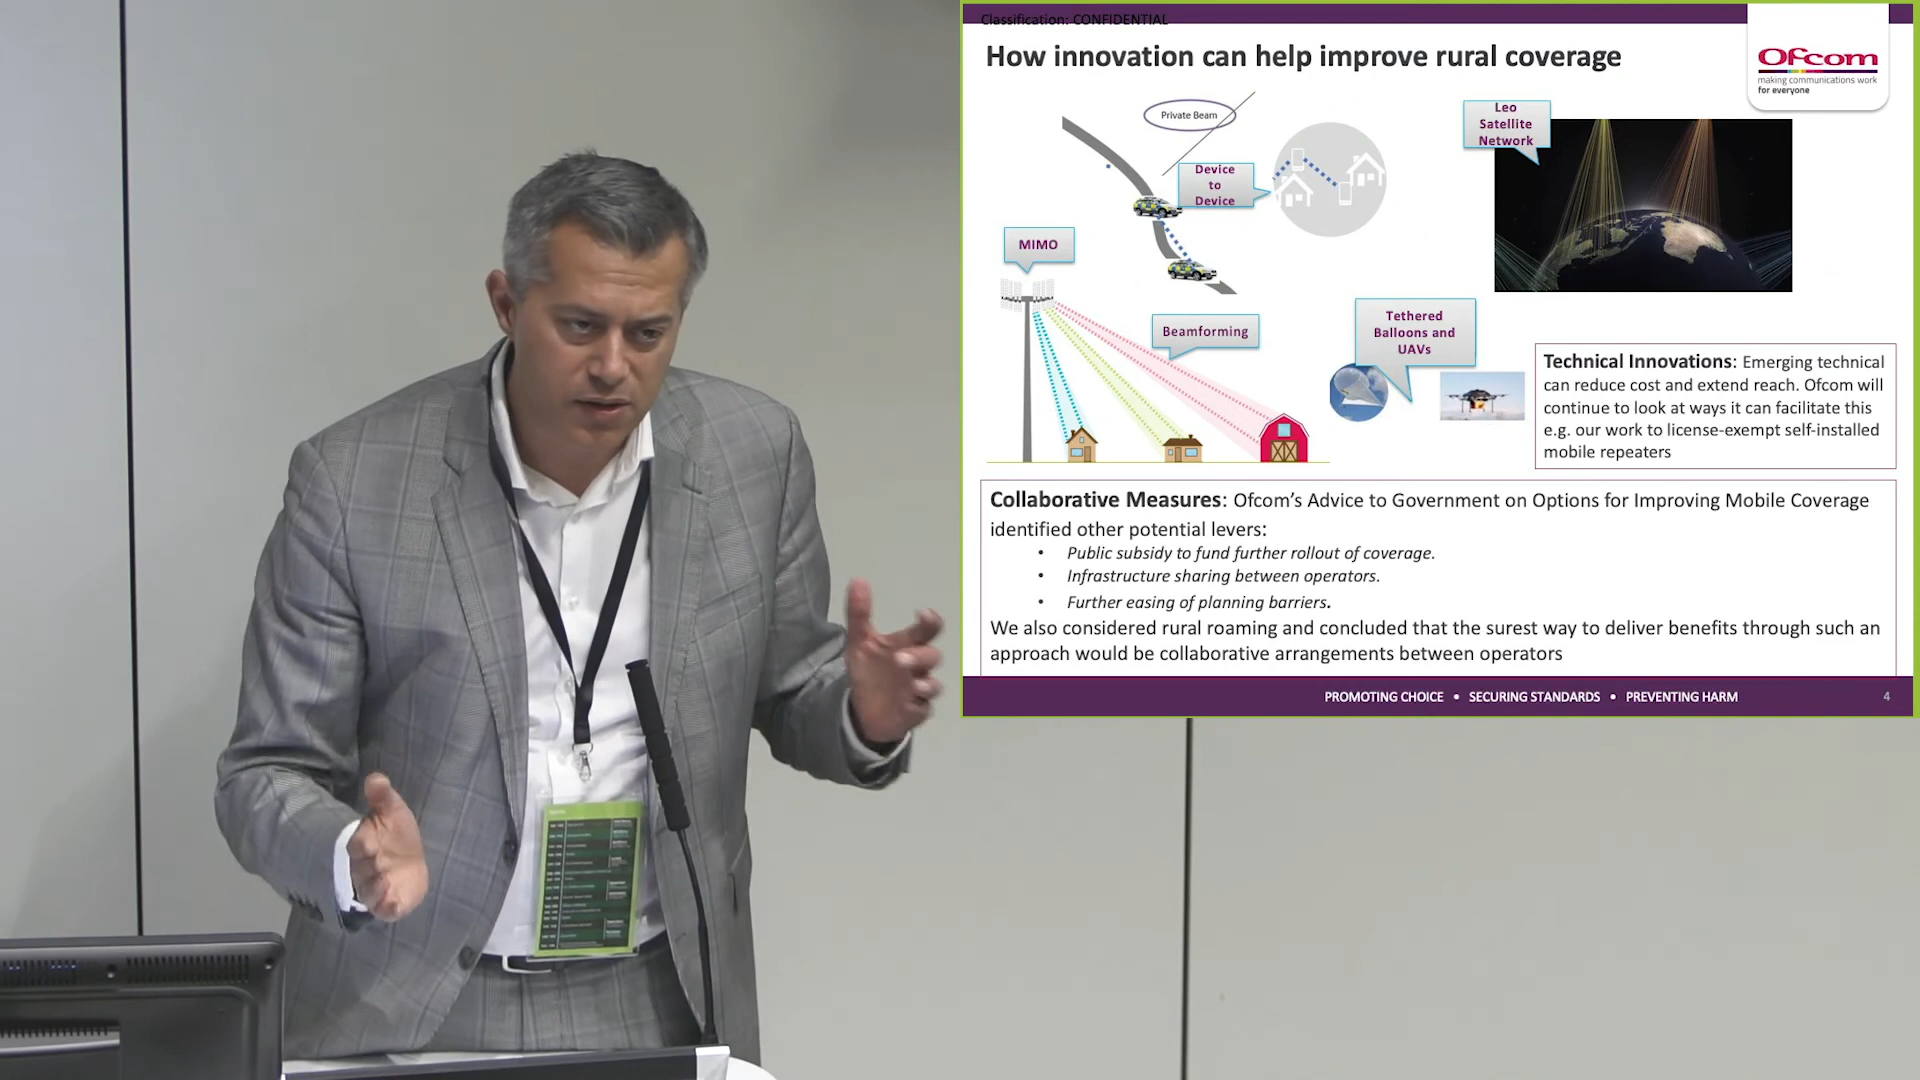 Classification: CONFIDENTIAL
How innovation can help improve rural coverage
Ofcom
making communications work
for everyone
Private Beam
Leo
Satellite
Network
Device
to
Device
MIMO
Beamforming
Tethered
Balloons and
UAVs
Technical Innovations: Emerging technical
can reduce cost and extend reach. Ofcom will
continue to look at ways it can facilitate this
e.g. our work to license-exempt self-installed
mobile repeaters
Collaborative Measures: Ofcom’s Advice to Government on Options for Improving Mobile Coverage
identified other potential levers:
• Public subsidy to fund further rollout of coverage.
• Infrastructure sharing between operators.
• Further easing of planning barriers.
We also considered rural roaming and concluded that the surest way to deliver benefits through such an
approach would be collaborative arrangements between operators
PROMOTING CHOICE • SECURING STANDARDS • PREVENTING HARM
4